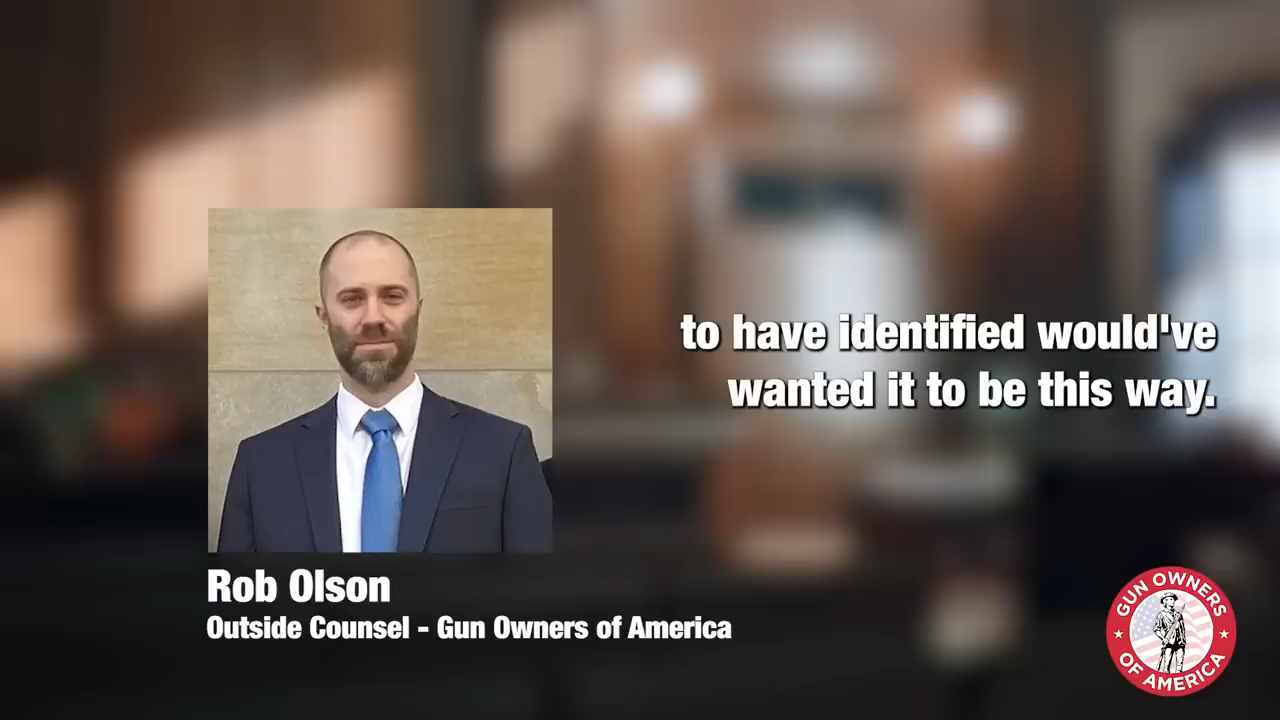 to have identified would've
wanted it to be this way.
Rob Olson
Outside Counsel - Gun Owners of America
GUN OWNERS
OF AMERICA